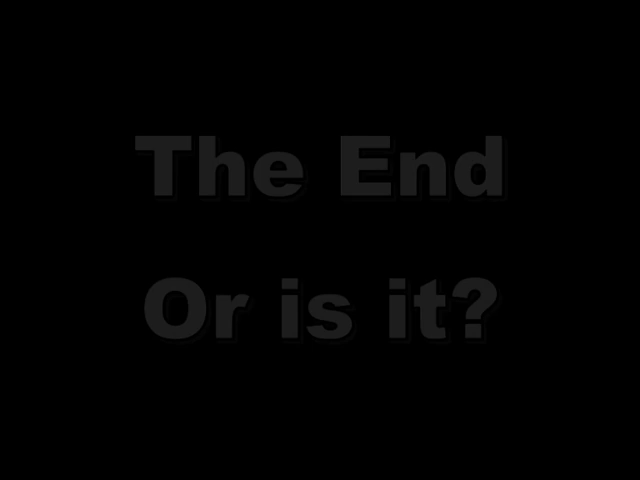 The End
Or is it?